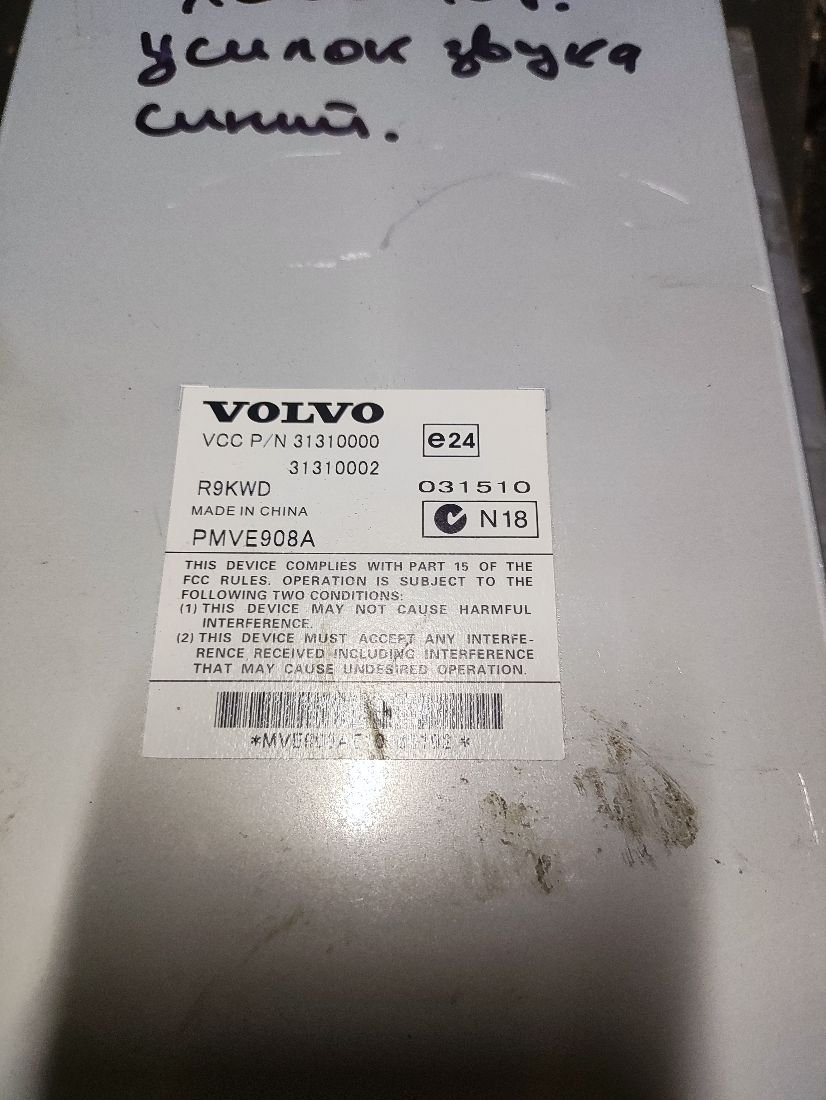 усилок звука
синий.
VOLVO
VCC P/N 31310000
31310002
e24
R9KWD
031510
MADE IN CHINA
N18
PMVE908A
THIS DEVICE COMPLIES WITH PART 15 OF THE
FCC RULES. OPERATION IS SUBJECT TO THE
FOLLOWING TWO CONDITIONS:
(1) THIS DEVICE MAY NOT CAUSE HARMFUL
INTERFERENCE.
(2) THIS DEVICE MUST ACCEPT ANY INTERFE-
RENCE RECEIVED INCLUDING INTERFERENCE
THAT MAY CAUSE UNDESIRED OPERATION.